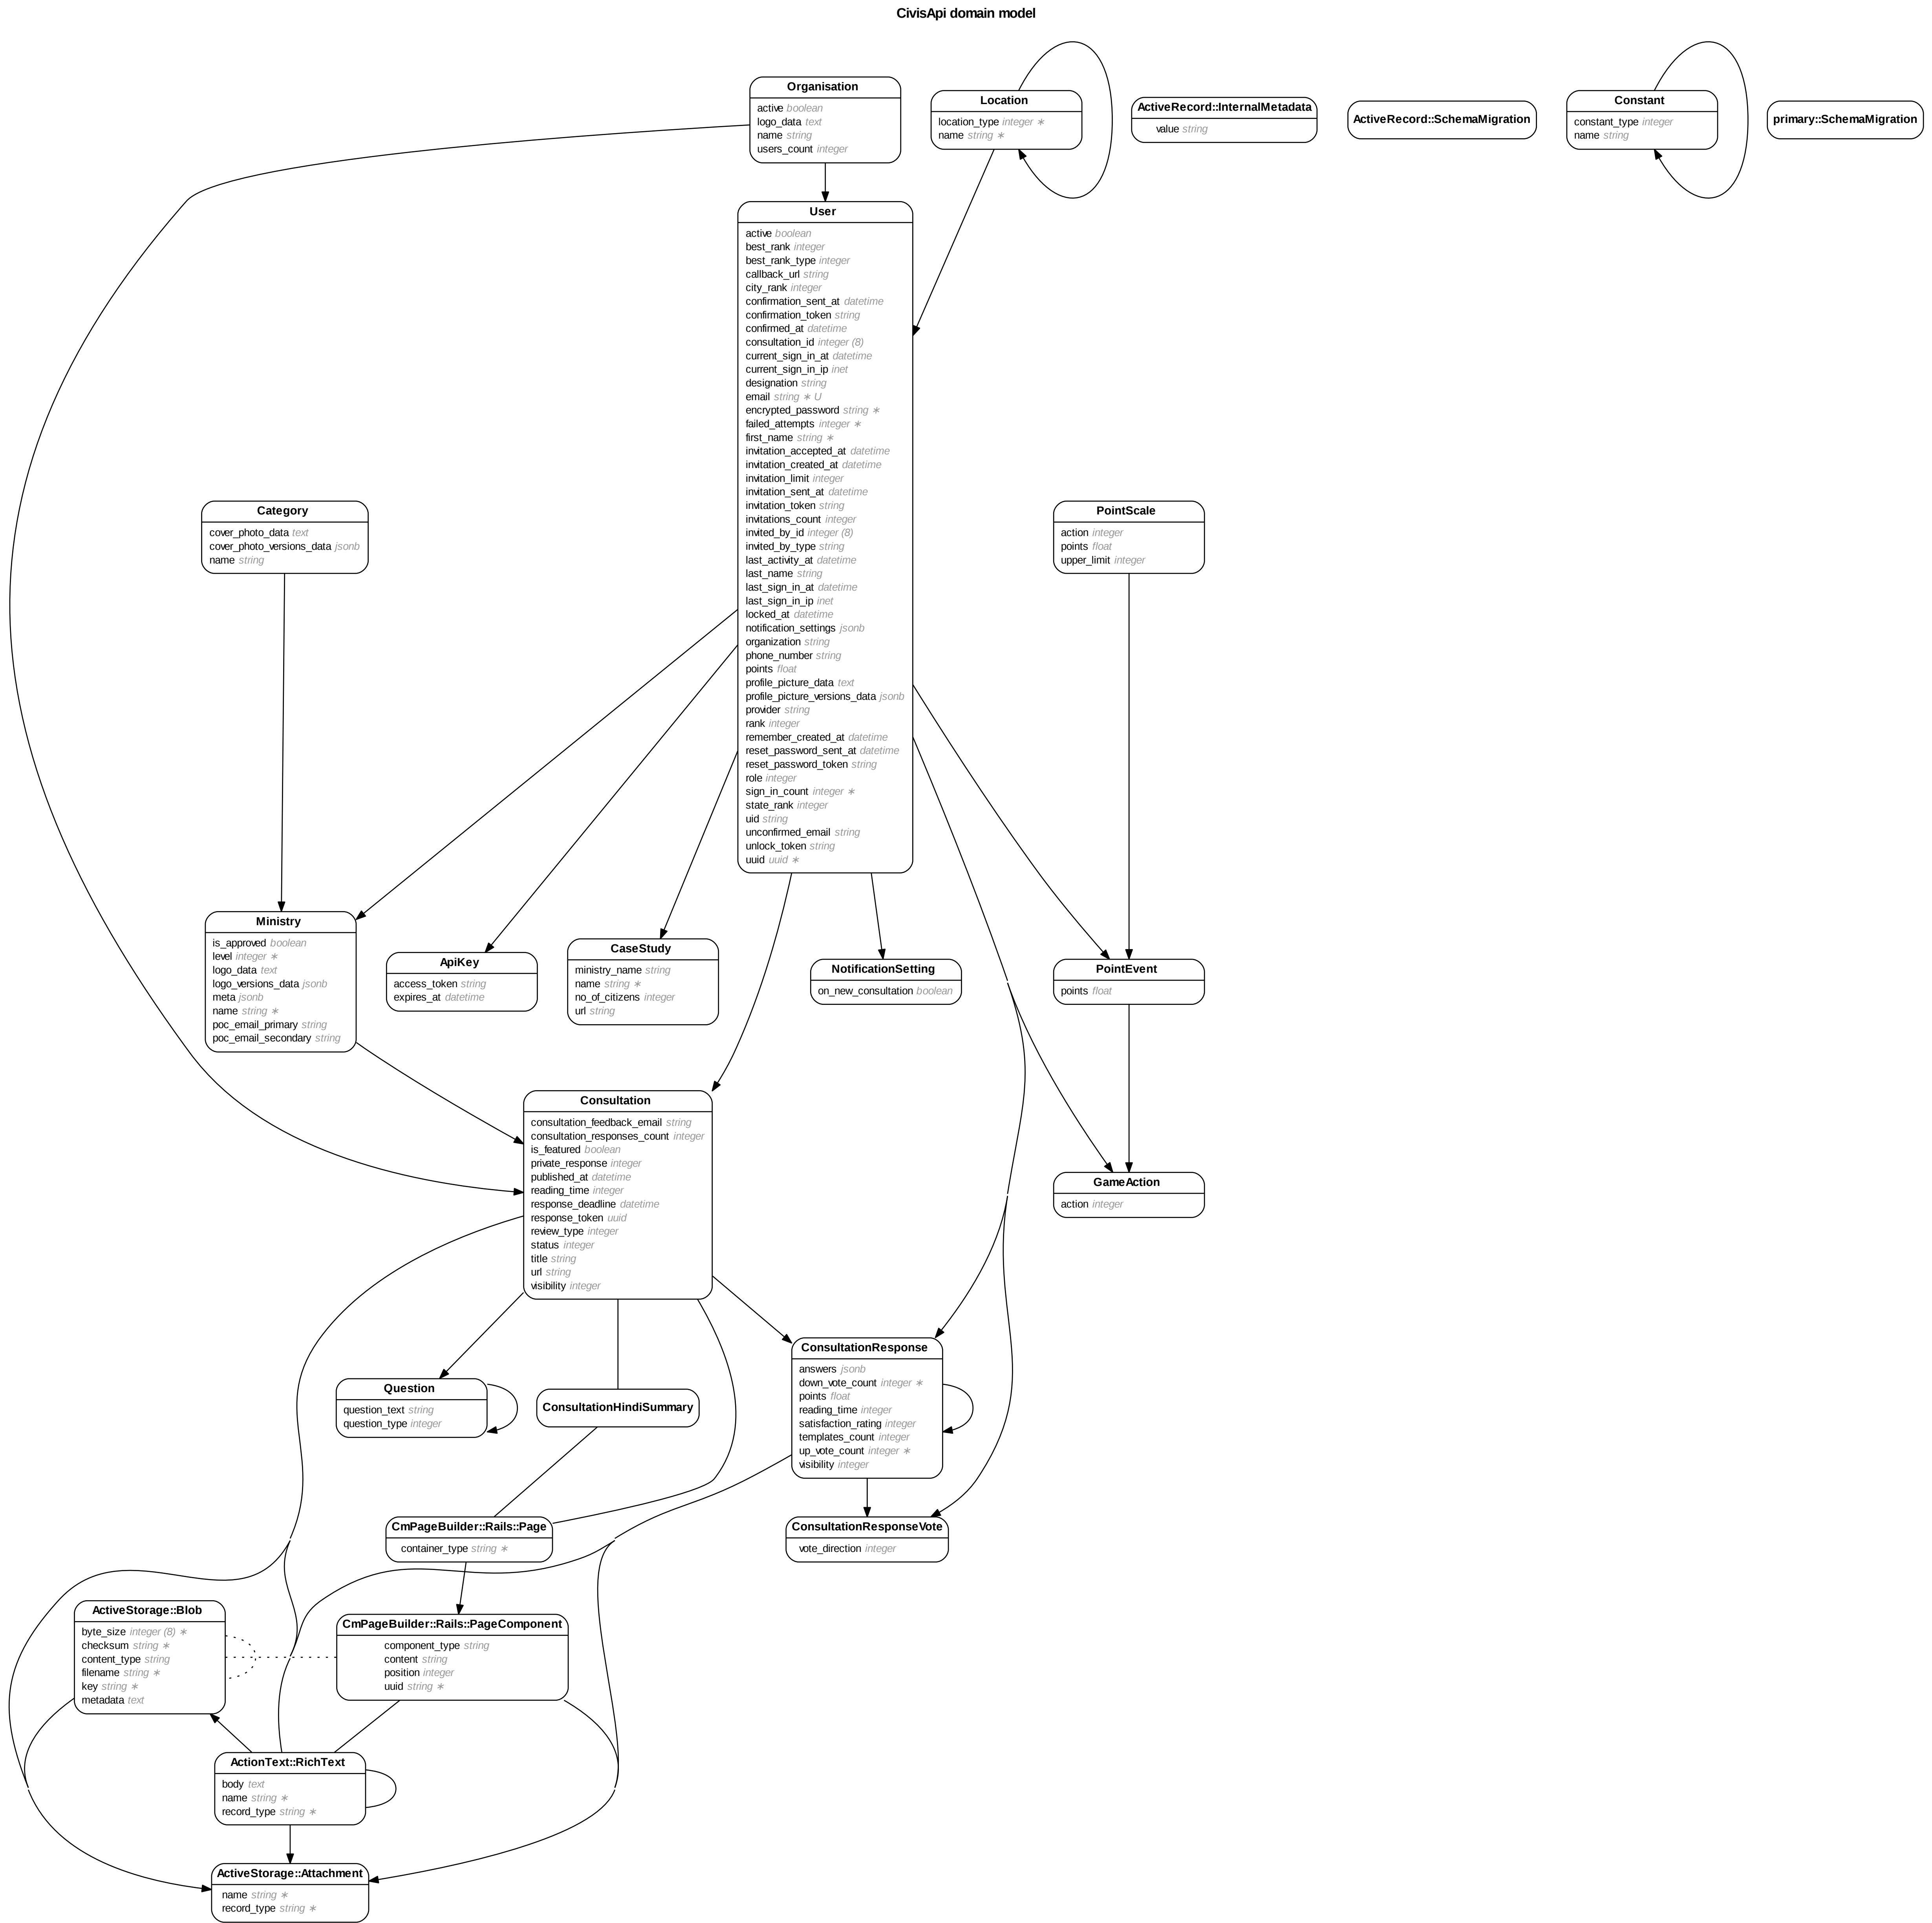 CivisApi domain model
Organisation
active boolean
logo_data text
name string
users_count integer
Location
location_type integer ∗
name string ∗
ActiveRecord::InternalMetadata
value string
ActiveRecord::SchemaMigration
Constant
constant_type integer
name string
primary::SchemaMigration
User
active boolean
best_rank integer
best_rank_type integer
callback_url string
city_rank integer
confirmation_sent_at datetime
confirmation_token string
confirmed_at datetime
consultation_id integer (8)
current_sign_in_at datetime
current_sign_in_ip inet
designation string
email string ∗ U
encrypted_password string ∗
failed_attempts integer ∗
first_name string ∗
invitation_accepted_at datetime
invitation_created_at datetime
invitation_limit integer
invitation_sent_at datetime
invitation_token string
invitations_count integer
invited_by_id integer (8)
invited_by_type string
last_activity_at datetime
last_name string
last_sign_in_at datetime
last_sign_in_ip inet
locked_at datetime
notification_settings jsonb
organization string
phone_number string
points float
profile_picture_data text
profile_picture_versions_data jsonb
provider string
rank integer
remember_created_at datetime
reset_password_sent_at datetime
reset_password_token string
role integer
sign_in_count integer ∗
state_rank integer
uid string
unconfirmed_email string
unlock_token string
uuid uuid ∗
Category
cover_photo_data text
cover_photo_versions_data jsonb
name string
PointScale
action integer
points float
upper_limit integer
Ministry
is_approved boolean
level integer ∗
logo_data text
logo_versions_data jsonb
meta jsonb
name string ∗
poc_email_primary string
poc_email_secondary string
ApiKey
access_token string
expires_at datetime
CaseStudy
ministry_name string
name string ∗
no_of_citizens integer
url string
NotificationSetting
on_new_consultation boolean
PointEvent
points float
Consultation
consultation_feedback_email string
consultation_responses_count integer
is_featured boolean
private_response integer
published_at datetime
reading_time integer
response_deadline datetime
response_token uuid
review_type integer
status integer
title string
url string
visibility integer
GameAction
action integer
Question
question_text string
question_type integer
ConsultationHindiSummary
ConsultationResponse
answers jsonb
down_vote_count integer ∗
points float
reading_time integer
satisfaction_rating integer
templates_count integer
up_vote_count integer ∗
visibility integer
CmPageBuilder::Rails::Page
container_type string ∗
ConsultationResponseVote
vote_direction integer
ActiveStorage::Blob
byte_size integer (8) ∗
checksum string ∗
content_type string
filename string ∗
key string ∗
metadata text
CmPageBuilder::Rails::PageComponent
component_type string
content string
position integer
uuid string ∗
ActionText::RichText
body text
name string ∗
record_type string ∗
ActiveStorage::Attachment
name string ∗
record_type string ∗